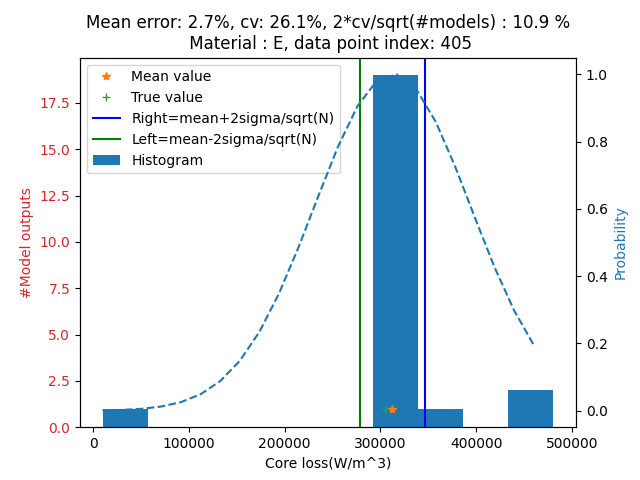 Mean error: 2.7%, cv: 26.1%, 2*cv/sqrt(#models) : 10.9 %
Material : E, data point index: 405
Mean value
True value
Right=mean+2sigma/sqrt(N)
Left=mean-2sigma/sqrt(N)
Histogram
#Model outputs
17.5
15.0
12.5
10.0
7.5
5.0
2.5
0.0
1.0
0.8
0.6
0.4
0.2
0.0
Probability
0
100000
200000
300000
400000
500000
Core loss(W/m^3)